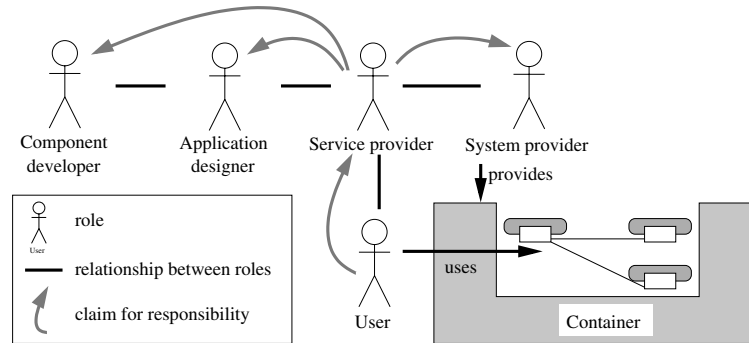 Component
developer
Application
designer
Service provider
System provider
provides
User
role
relationship between roles
claim for responsibility
uses
User
Container